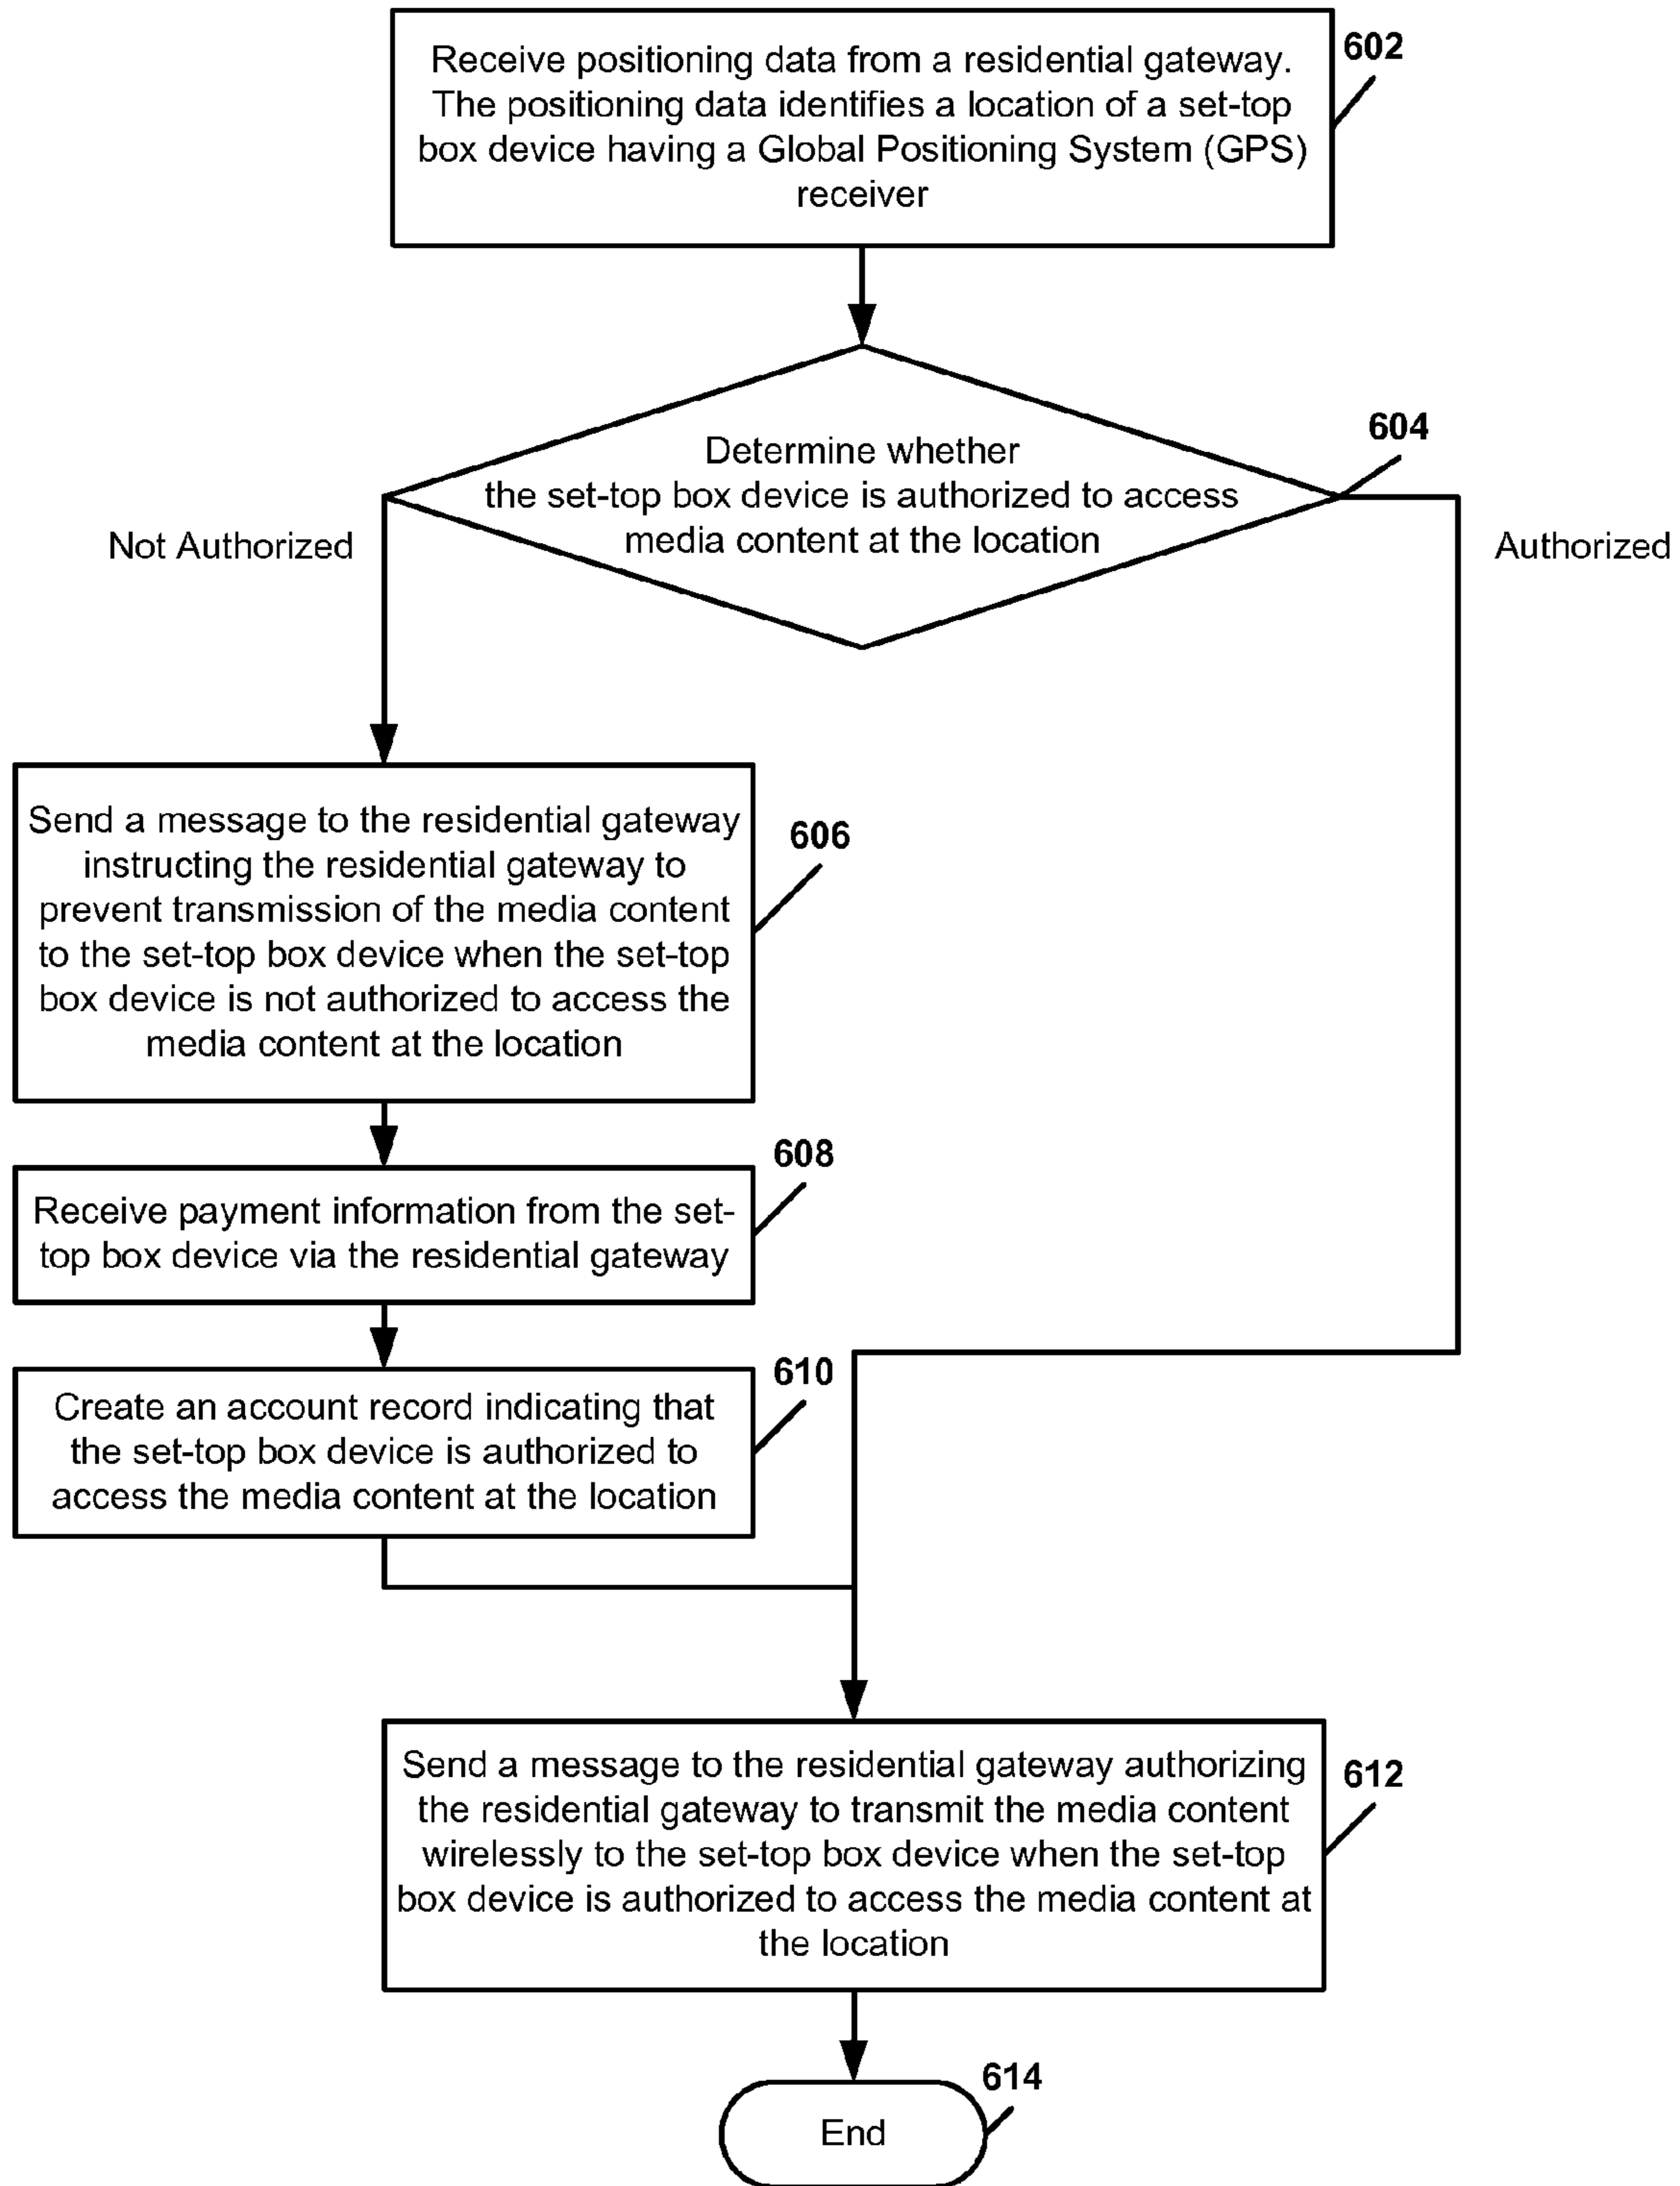 Receive positioning data from a residential gateway.
The positioning data identifies a location of a set-top
box device having a Global Positioning System (GPS)
receiver
602
Determine whether
the set-top box device is authorized to access
media content at the location
604
Not Authorized
Authorized
Send a message to the residential gateway
instructing the residential gateway to
prevent transmission of the media content
to the set-top box device when the set-top
box device is not authorized to access the
media content at the location
606
Receive payment information from the set-
top box device via the residential gateway
608
Create an account record indicating that
the set-top box device is authorized to
access the media content at the location
610
Send a message to the residential gateway authorizing
the residential gateway to transmit the media content
wirelessly to the set-top box device when the set-top
box device is authorized to access the media content at
the location
612
End
614